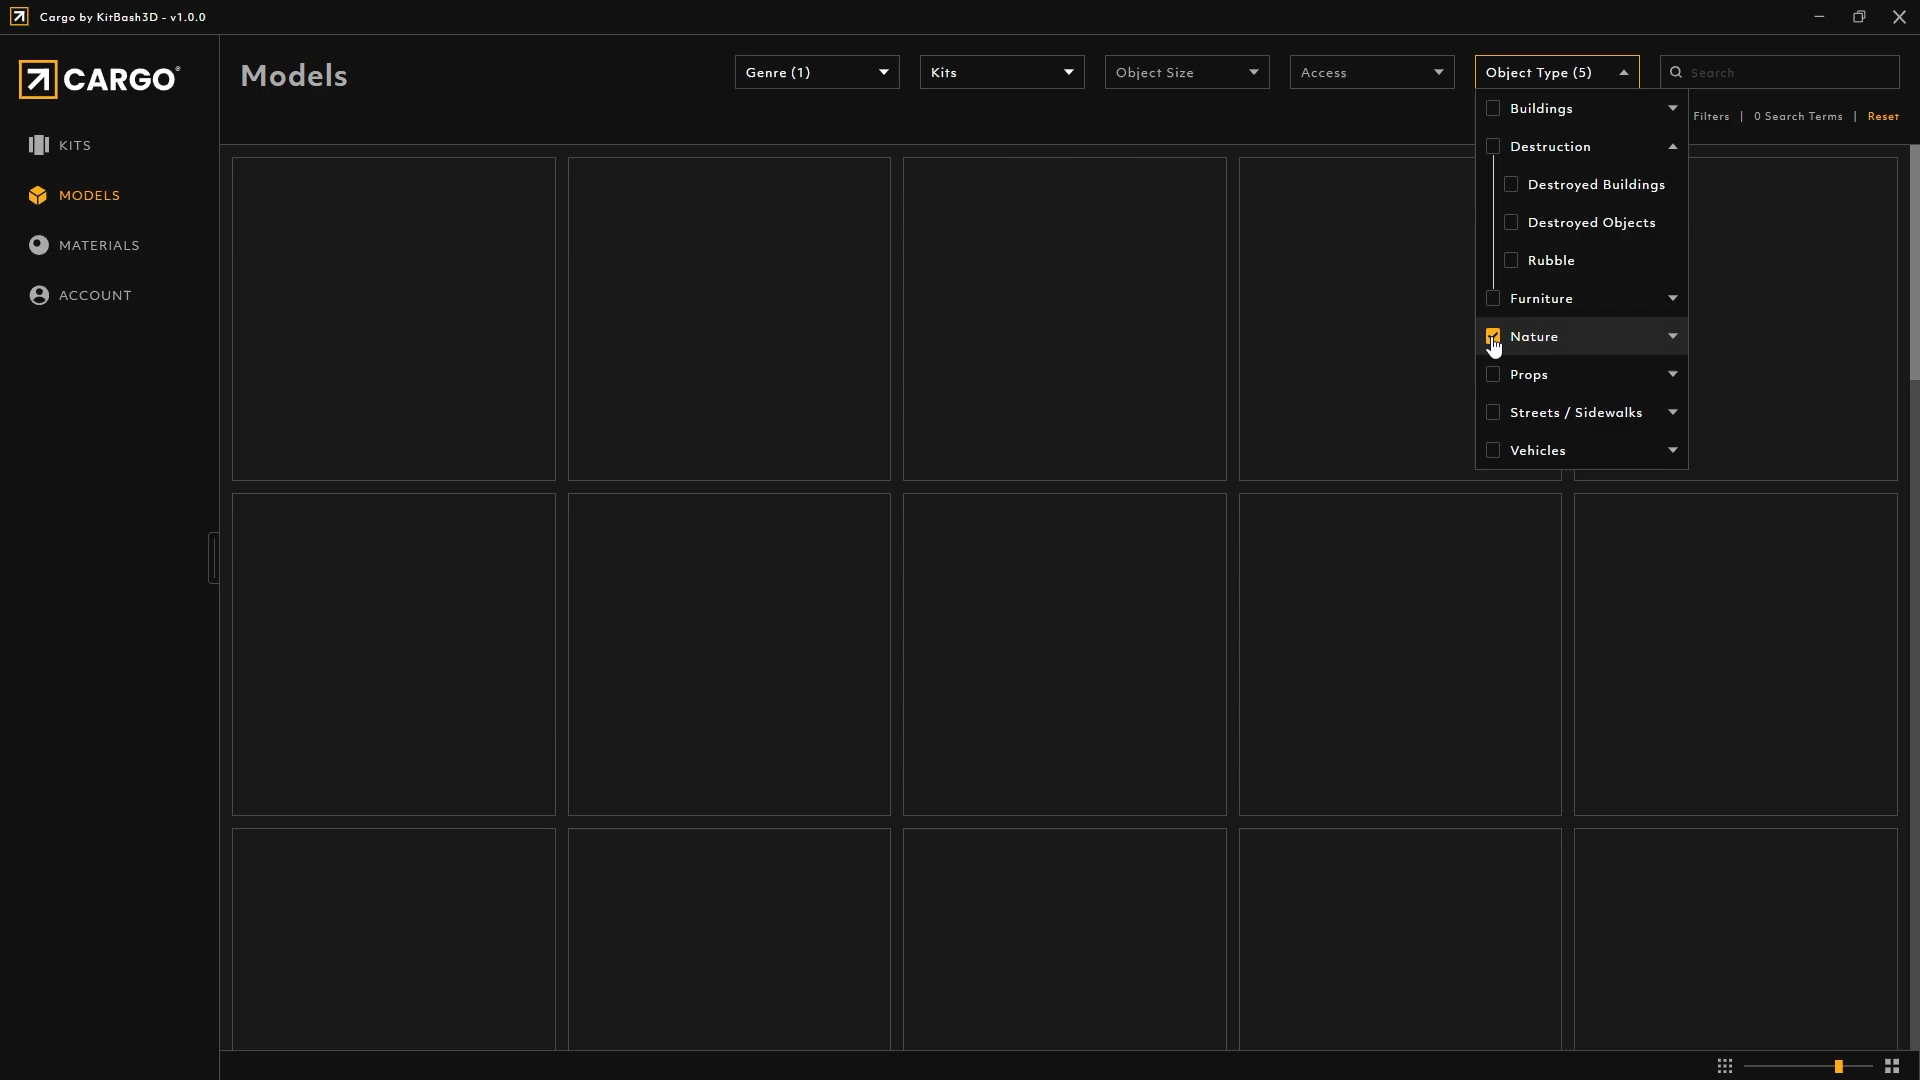 Cargo by KitBash3D - v1.0.0
CARGO
KITS
MODELS
MATERIALS
ACCOUNT
Models
Genre (1)
Kits
Object Size
Access
Object Type (5)
Search
Filters | 0 Search Terms | Reset
Buildings
Destruction
Destroyed Buildings
Destroyed Objects
Rubble
Furniture
Nature
Props
Streets / Sidewalks
Vehicles